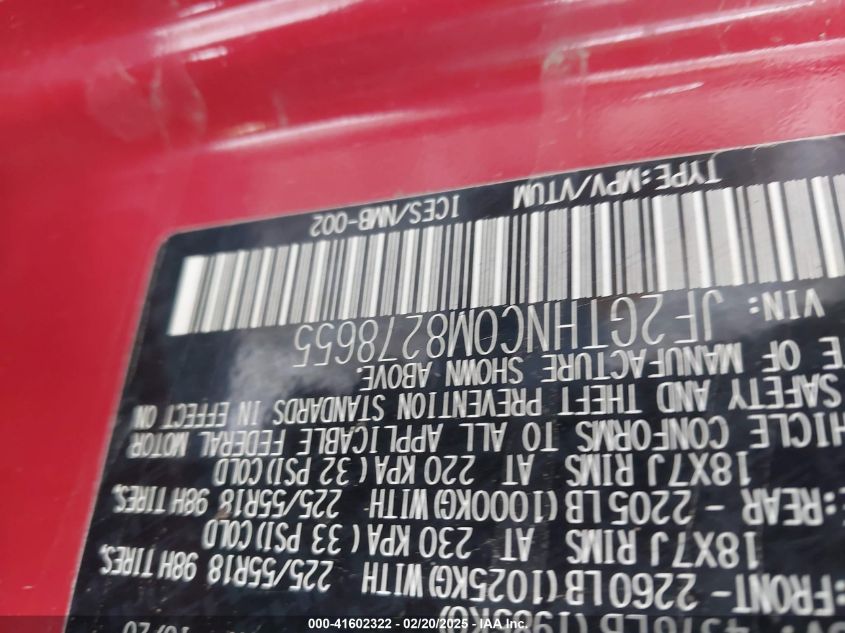 :FRONT - 2260 LB (1025KG) WITH 225/55R18 98H TIRES,
18X7J RIMS AT 230 KPA ( 33 PSI) COLD
:REAR - 2205 LB (1000KG) WITH 225/55R18 98H TIRES,
18X7J RIMS AT 220 KPA ( 32 PSI) COLD
HICLE CONFORMS TO ALL APPLICABLE FEDERAL MOTOR
SAFETY AND THEFT PREVENTION STANDARDS IN EFFECT ON
E OF MANUFACTURE SHOWN ABOVE.
VIN: JF2GTHNC0M8278655
TYPE:MPV/VTUM ICES/NMB-002
000-41602322 | 02/20/2025 - © IAA, Inc.